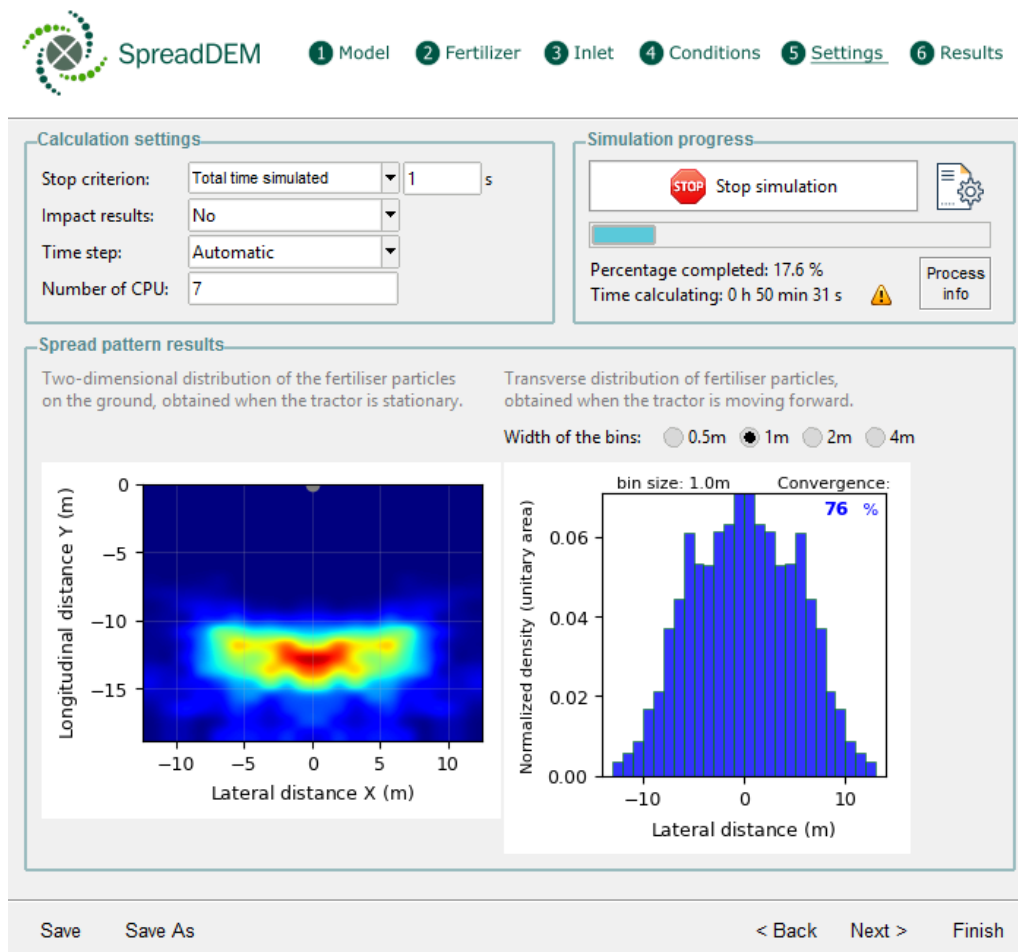 SpreadDEM
1 Model 2 Fertilizer 3 Inlet 4 Conditions 5 Settings 6 Results
Calculation settings
Stop criterion: Total time simulated 1 s
Impact results: No
Time step: Automatic
Number of CPU: 7
Simulation progress
STOP Stop simulation
Percentage completed: 17.6 %
Time calculating: 0 h 50 min 31 s
Process
info
Spread pattern results
Two-dimensional distribution of the fertiliser particles
on the ground, obtained when the tractor is stationary.
Transverse distribution of fertiliser particles,
obtained when the tractor is moving forward.
Width of the bins: 0.5m 1m 2m 4m
Longitudinal distance Y (m)
0
−5
−10
−15
−10 −5 0 5 10
Lateral distance X (m)
bin size: 1.0m Convergence:
76 %
Normalized density (unitary area)
0.06
0.04
0.02
0.00
−10 0 10
Lateral distance (m)
Save Save As < Back Next > Finish